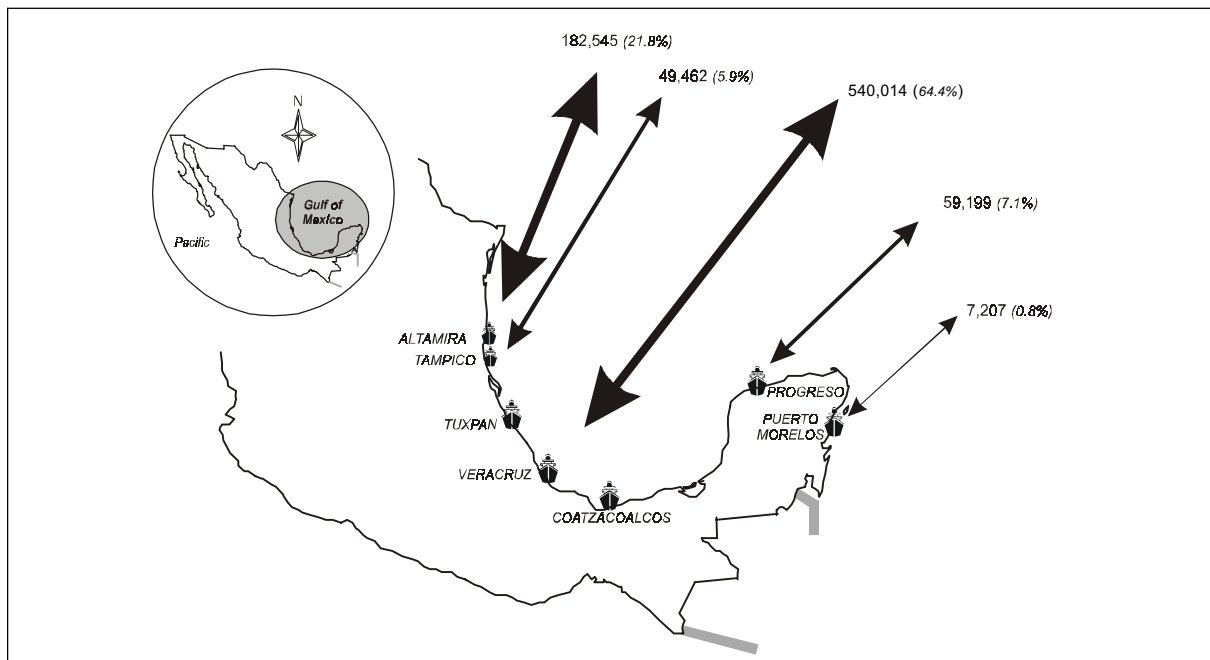 182,545 (21.8%)
49,462 (5.9%)
540,014 (64.4%)
N
Gulf of
Mexico
Pacific
59,199 (7.1%)
7,207 (0.8%)
ALTAMIRA
TAMPICO
PROGRESO
TUXPAN
PUERTO
MORELOS
VERACRUZ
COATZACOALCOS